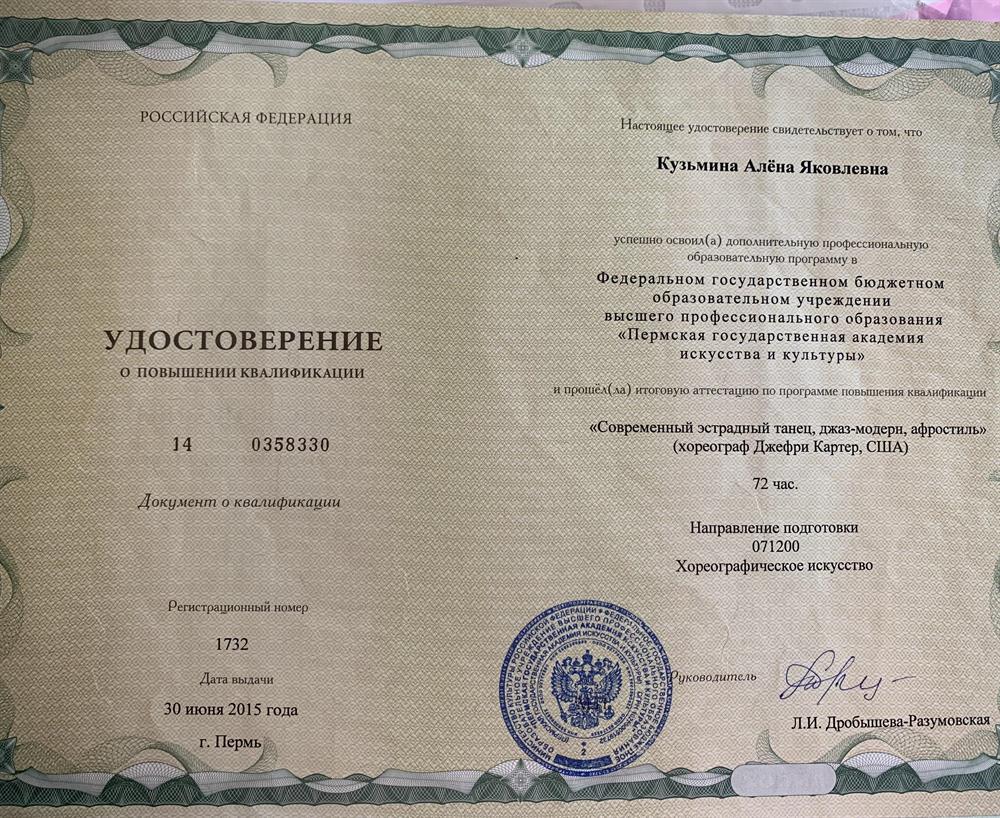 РОССИЙСКАЯ ФЕДЕРАЦИЯ
УДОСТОВЕРЕНИЕ
О ПОВЫШЕНИИ КВАЛИФИКАЦИИ
14 0358330
Документ о квалификации
Регистрационный номер
1732
Дата выдачи
30 июня 2015 года
г. Пермь
Настоящее удостоверение свидетельствует о том, что
Кузьмина Алёна Яковлевна
успешно освоил(а) дополнительную профессиональную
образовательную программу в
Федеральном государственном бюджетном
образовательном учреждении
высшего профессионального образования
«Пермская государственная академия
искусства и культуры»
и прошёл(ла) итоговую аттестацию по программе повышения квалификации
«Современный эстрадный танец, джаз-модерн, афростиль»
(хореограф Джефри Картер, США)
72 час.
Направление подготовки
071200
Хореографическое искусство
Руководитель
Л.И. Дробышева-Разумовская